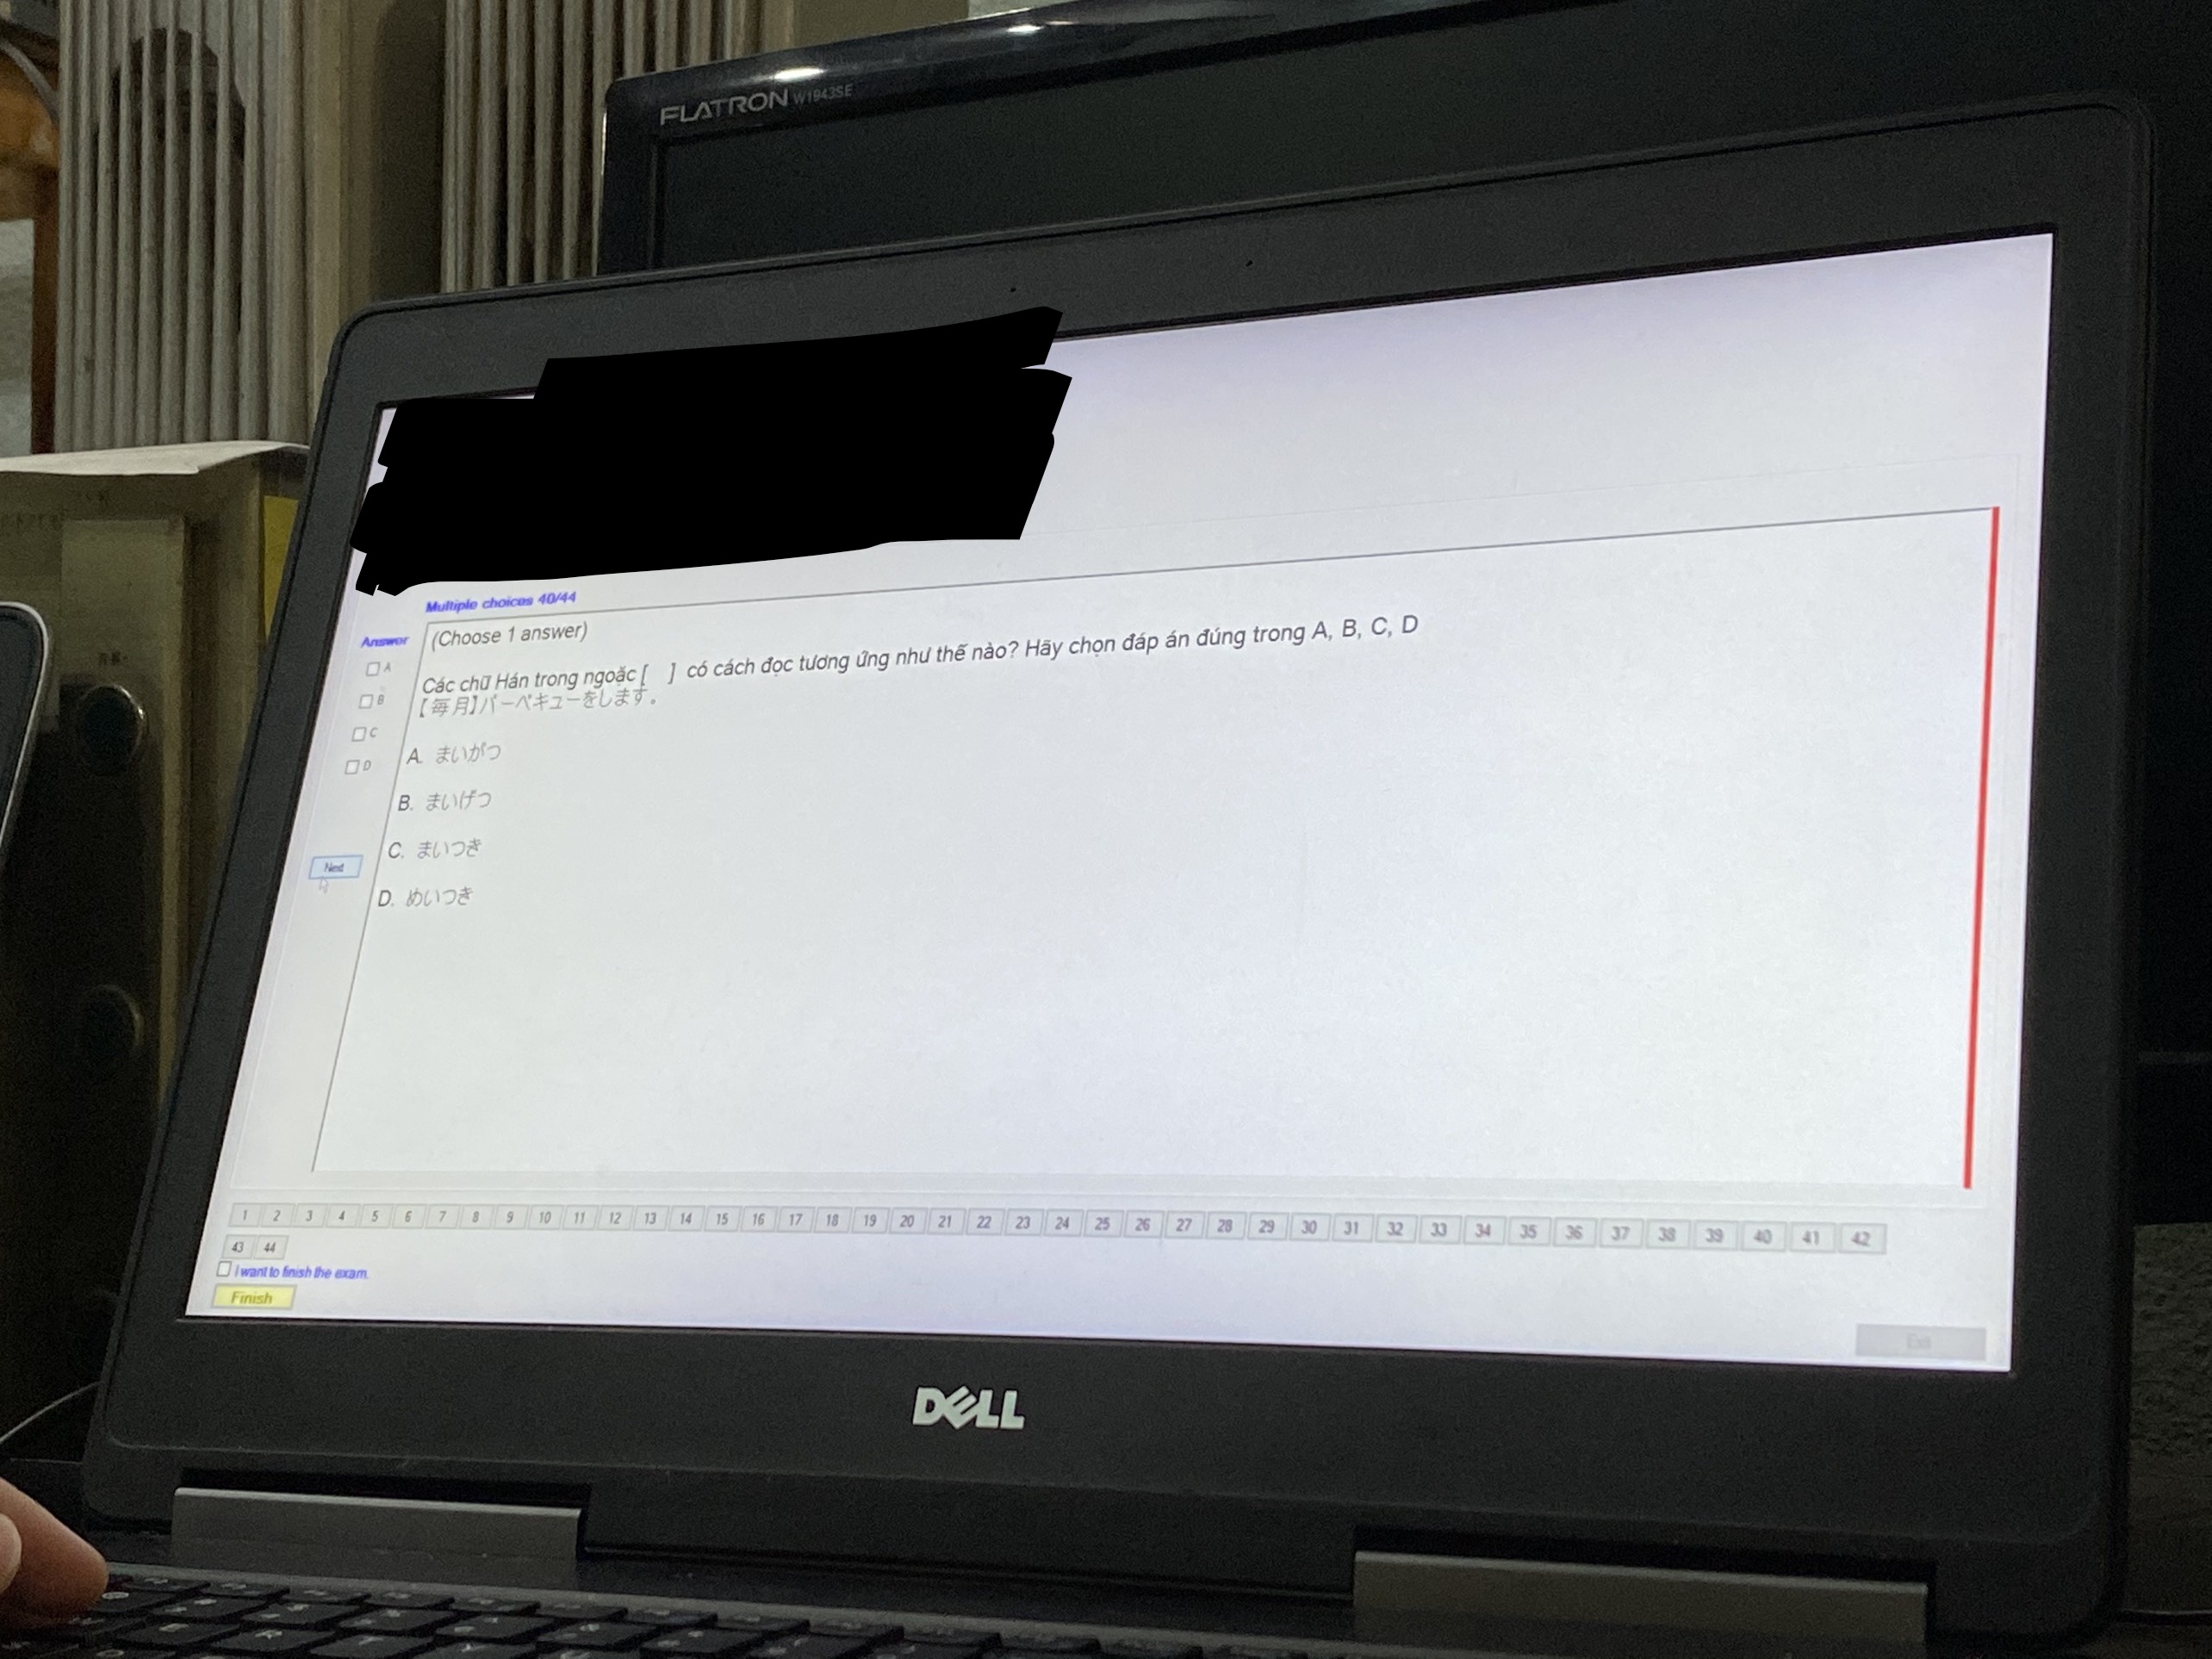 FLATRON W1943SE
Multiple choices 40/44
Answer
(Choose 1 answer)
A
B
C
D
Các chữ Hán trong ngoặc [ ] có cách đọc tương ứng như thế nào? Hãy chọn đáp án đúng trong A, B, C, D
【毎月】バーベキューをします。
A. まいがつ
B. まいげつ
C. まいつき
D. めいつき
Next
1 2 3 4 5 6 7 8 9 10 11 12 13 14 15 16 17 18 19 20 21 22 23 24 25 26 27 28 29 30 31 32 33 34 35 36 37 38 39 40 41 42
43 44
I want to finish the exam.
Finish
Exit
DELL
E R T Y